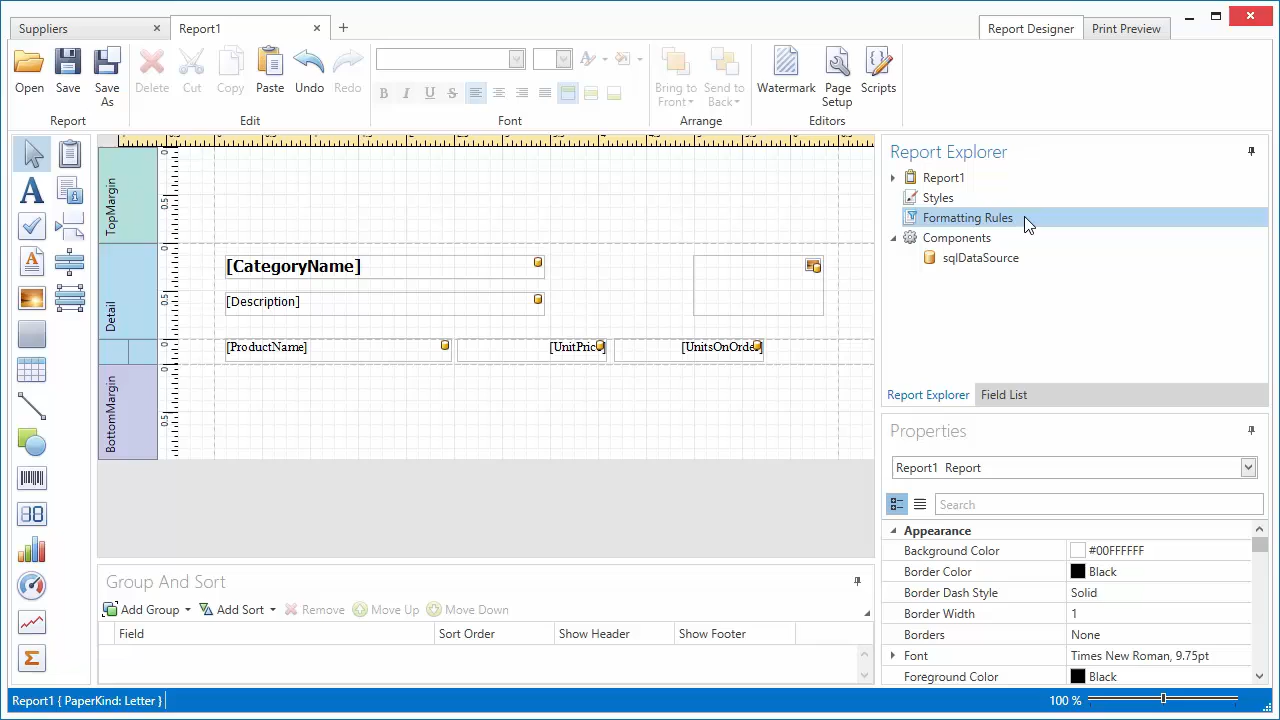 Suppliers
Report1
Report Designer
Print Preview
Open
Save
Save As
Delete
Cut
Copy
Paste
Undo
Redo
B I U S
Bring to Front
Send to Back
Watermark
Page Setup
Scripts
Report
Edit
Font
Arrange
Editors
TopMargin
Detail
BottomMargin
[CategoryName]
[Description]
[ProductName]
[UnitPric
[UnitsOnOrde
Report Explorer
Report1
Styles
Formatting Rules
Components
sqlDataSource
Report Explorer
Field List
Properties
Report1 Report
Search
Appearance
Background Color #00FFFFFF
Border Color Black
Border Dash Style Solid
Border Width 1
Borders None
Font Times New Roman, 9.75pt
Foreground Color Black
Group And Sort
Add Group
Add Sort
Remove
Move Up
Move Down
Field
Sort Order
Show Header
Show Footer
Report1 { PaperKind: Letter }
100 %